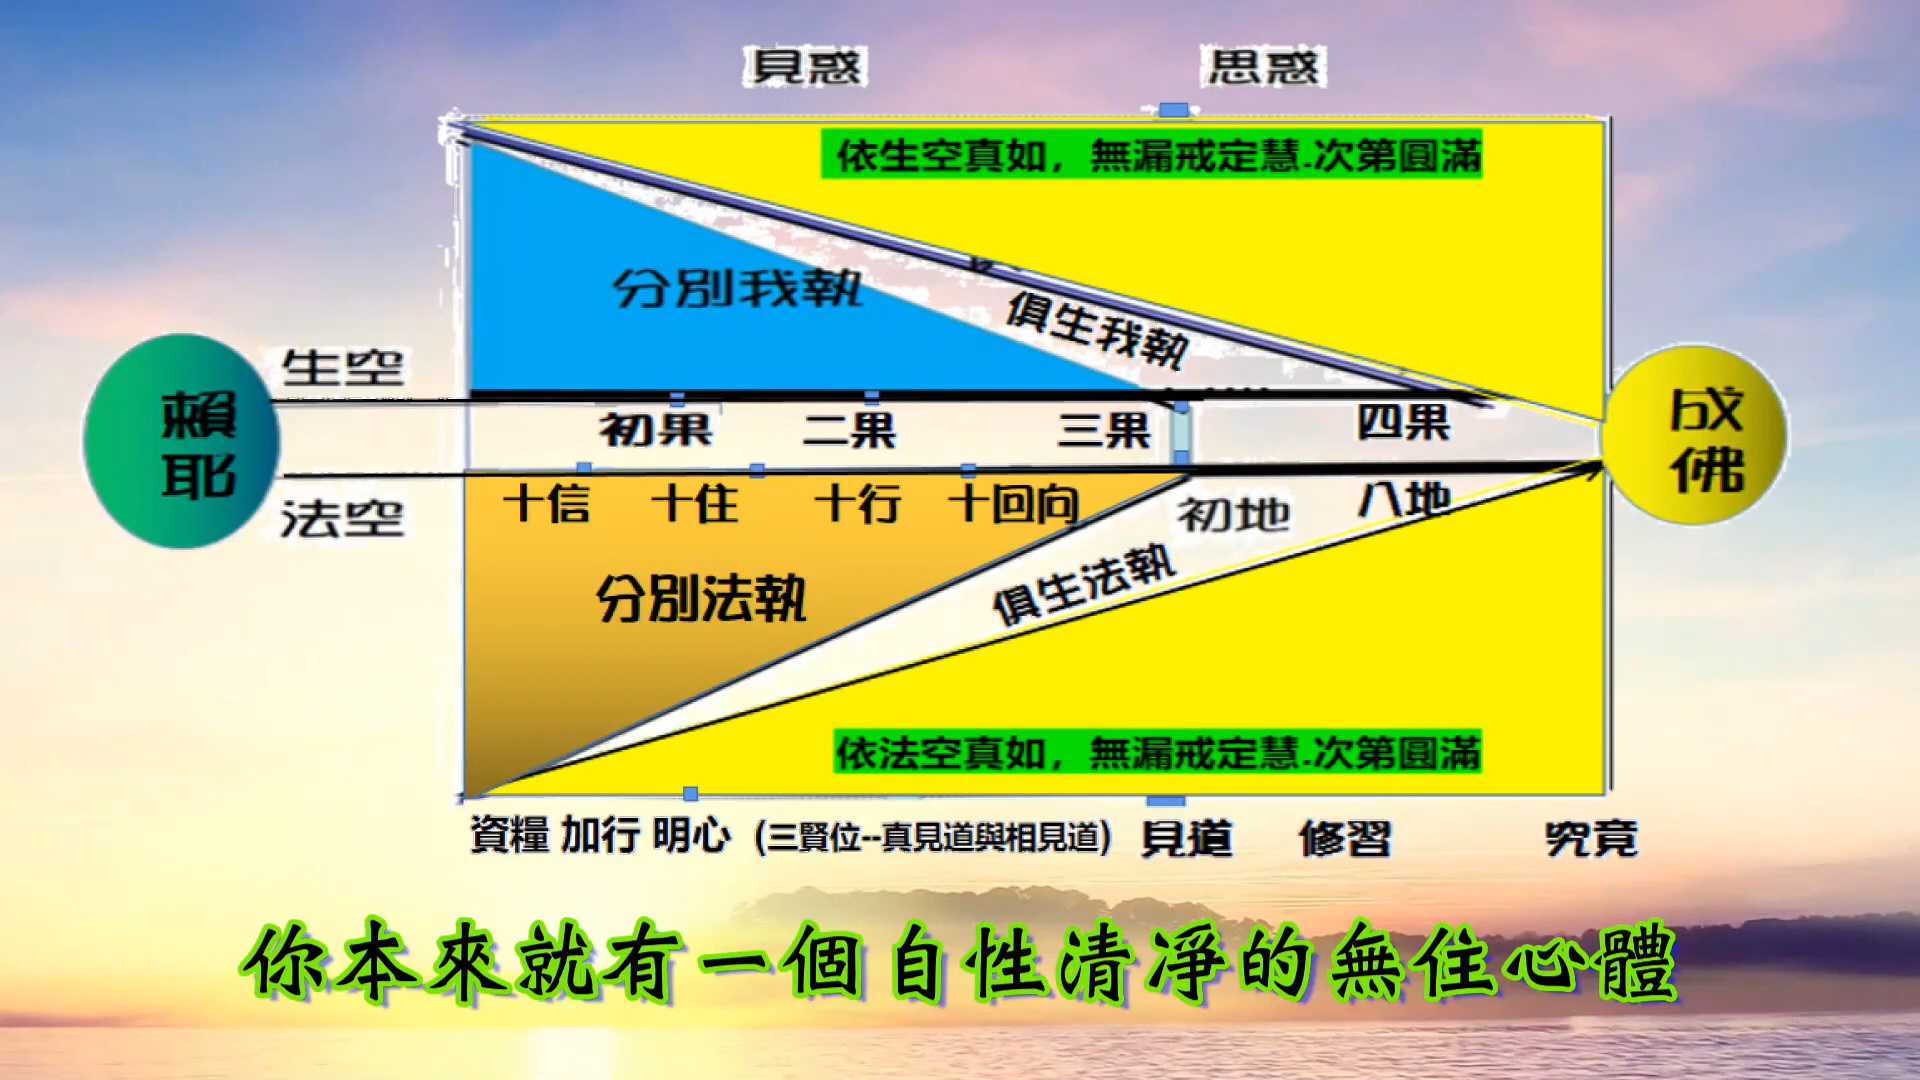 見惑 思惑
依生空真如，無漏戒定慧.次第圓滿
分別我執
俱生我執
賴耶
生空
初果 二果 三果 四果
成佛
法空
十信 十住 十行 十回向 初地 八地
分別法執
俱生法執
依法空真如，無漏戒定慧.次第圓滿
資糧 加行 明心 (三賢位--真見道與相見道) 見道 修習 究竟
你本來就有一個自性清凈的無住心體